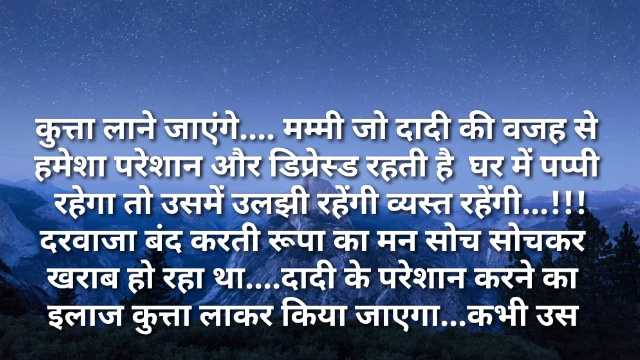 कुत्ता लाने जाएंगे.... मम्मी जो दादी की वजह से
हमेशा परेशान और डिप्रेस्ड रहती है घर में पप्पी
रहेगा तो उसमें उलझी रहेंगी व्यस्त रहेंगी...!!!
दरवाजा बंद करती रूपा का मन सोच सोचकर
खराब हो रहा था....दादी के परेशान करने का
इलाज कुत्ता लाकर किया जाएगा...कभी उस